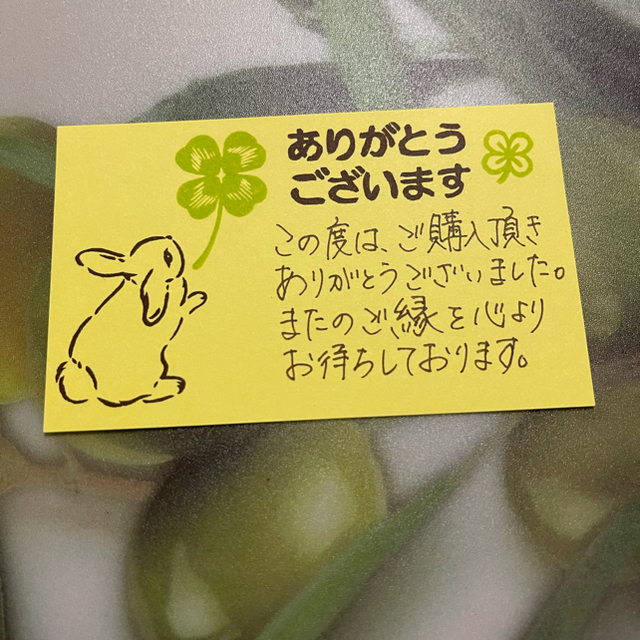 ありがとう
ございます
この度は、ご購入頂き
ありがとうございました。
またのご縁を心より
お待ちしております。